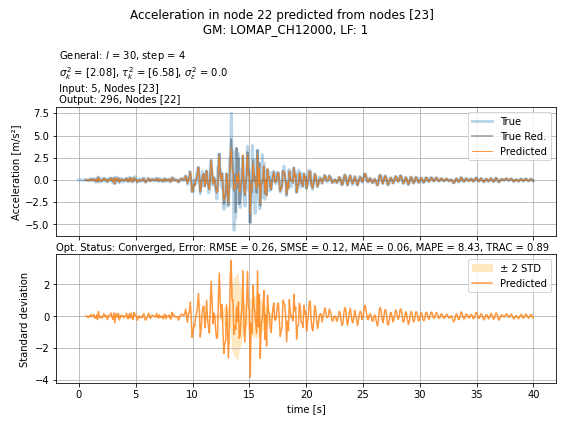 Acceleration in node 22 predicted from nodes [23]
GM: LOMAP_CH12000, LF: 1
General: l = 30, step = 4
σ²ₖ = [2.08], τ²ₖ = [6.58], σ²ε = 0.0
Input: 5, Nodes [23]
Output: 296, Nodes [22]
Acceleration [m/s²]
7.5
5.0
2.5
0.0
−2.5
−5.0
True
True Red.
Predicted
Opt. Status: Converged, Error: RMSE = 0.26, SMSE = 0.12, MAE = 0.06, MAPE = 8.43, TRAC = 0.89
Standard deviation
2
0
−2
−4
± 2 STD
Predicted
0 5 10 15 20 25 30 35 40
time [s]